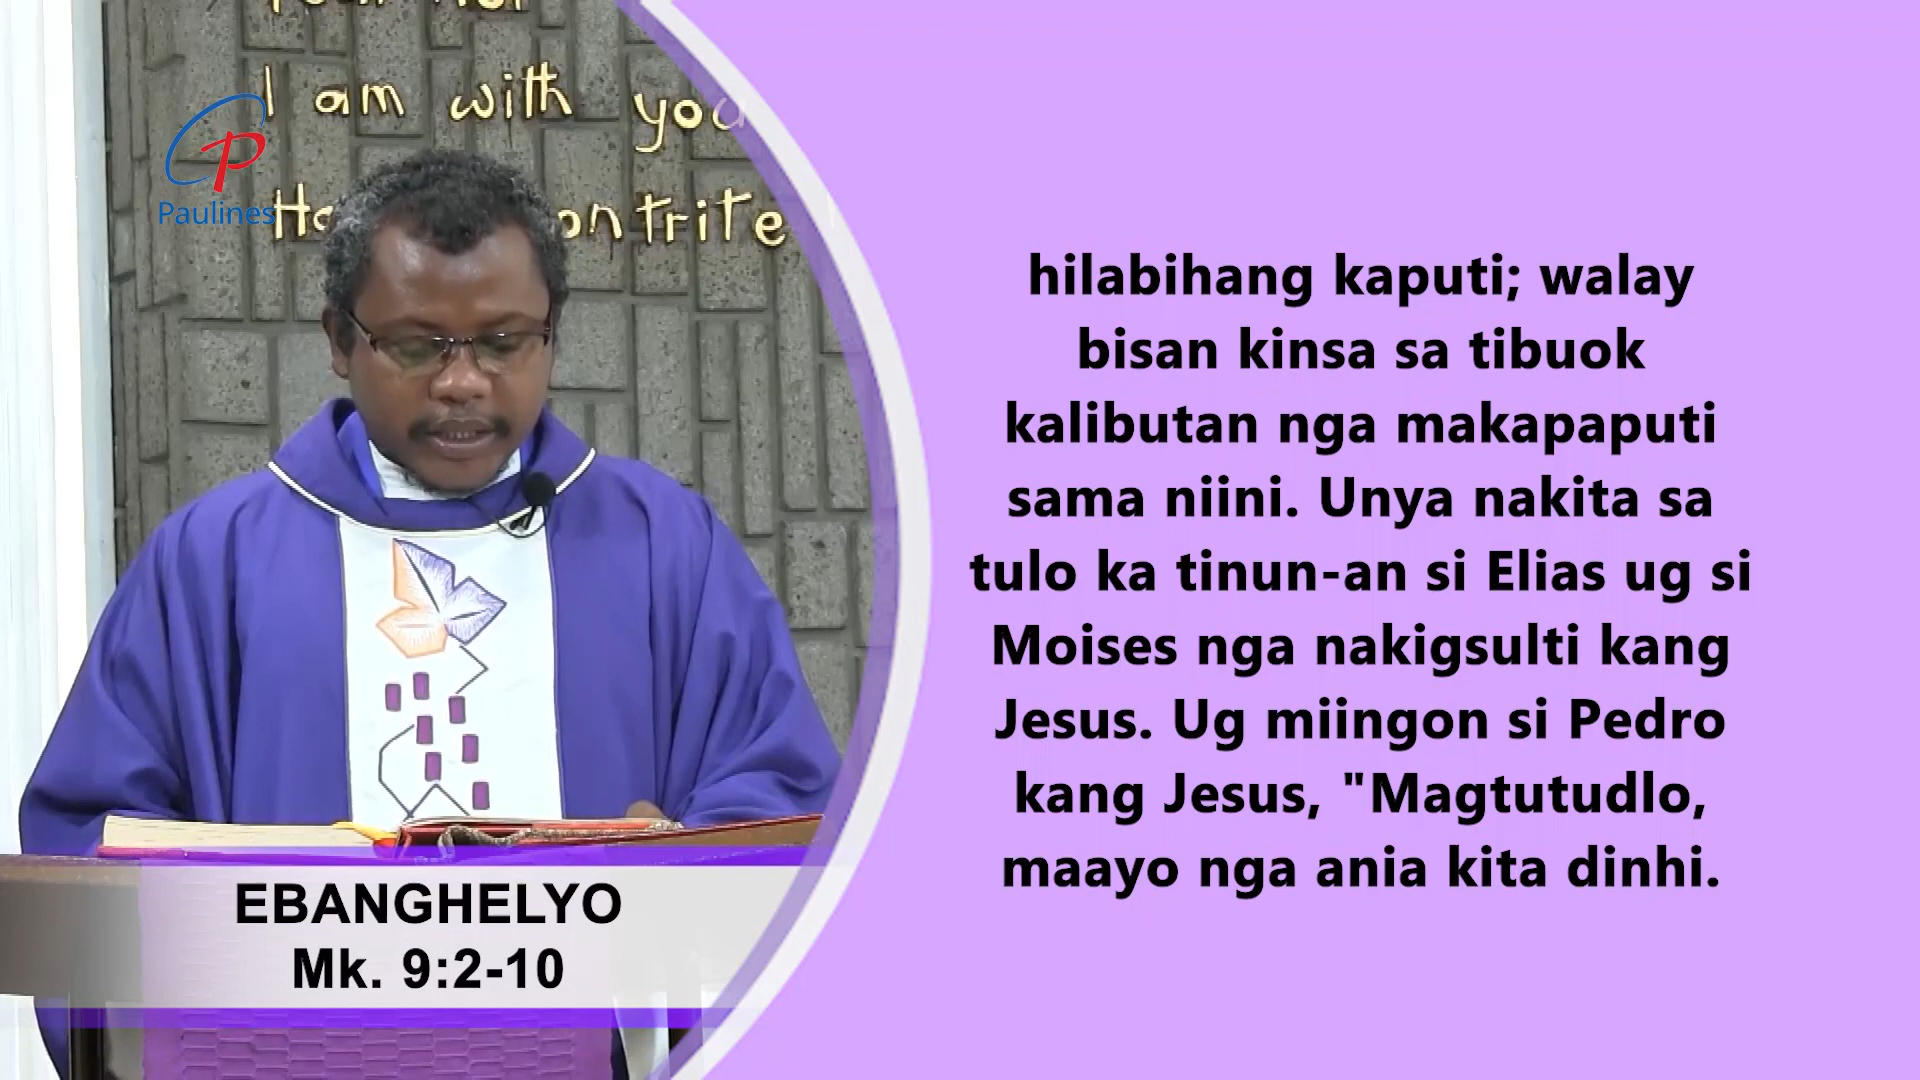 I am with you
Paulines
EBANGHELYO
Mk. 9:2-10
hilabihang kaputi; walay
bisan kinsa sa tibuok
kalibutan nga makapaputi
sama niini. Unya nakita sa
tulo ka tinun-an si Elias ug si
Moises nga nakigsulti kang
Jesus. Ug miingon si Pedro
kang Jesus, "Magtutudlo,
maayo nga ania kita dinhi.